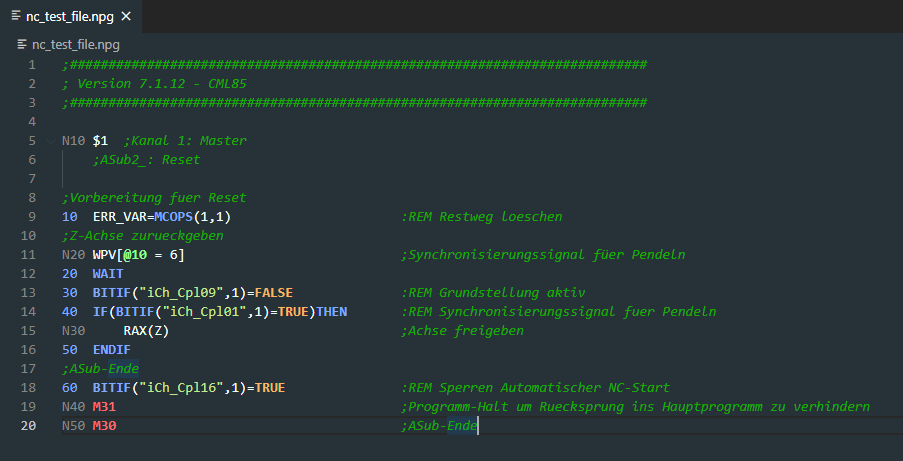 nc_test_file.npg ×
nc_test_file.npg
1 ;###########################################################################
2 ; Version 7.1.12 - CML85
3 ;###########################################################################
4
5 N10 $1 ;Kanal 1: Master
6 ;ASub2_: Reset
7
8 ;Vorbereitung fuer Reset
9 10 ERR_VAR=MCOPS(1,1) :REM Restweg loeschen
10 ;Z-Achse zurueckgeben
11 N20 WPV[@10 = 6] ;Synchronisierungssignal füer Pendeln
12 20 WAIT
13 30 BITIF("iCh_Cpl09",1)=FALSE :REM Grundstellung aktiv
14 40 IF(BITIF("iCh_Cpl01",1)=TRUE)THEN :REM Synchronisierungssignal fuer Pendeln
15 N30 RAX(Z) ;Achse freigeben
16 50 ENDIF
17 ;ASub-Ende
18 60 BITIF("iCh_Cpl16",1)=TRUE :REM Sperren Automatischer NC-Start
19 N40 M31 ;Programm-Halt um Ruecksprung ins Hauptprogramm zu verhindern
20 N50 M30 ;ASub-Ende